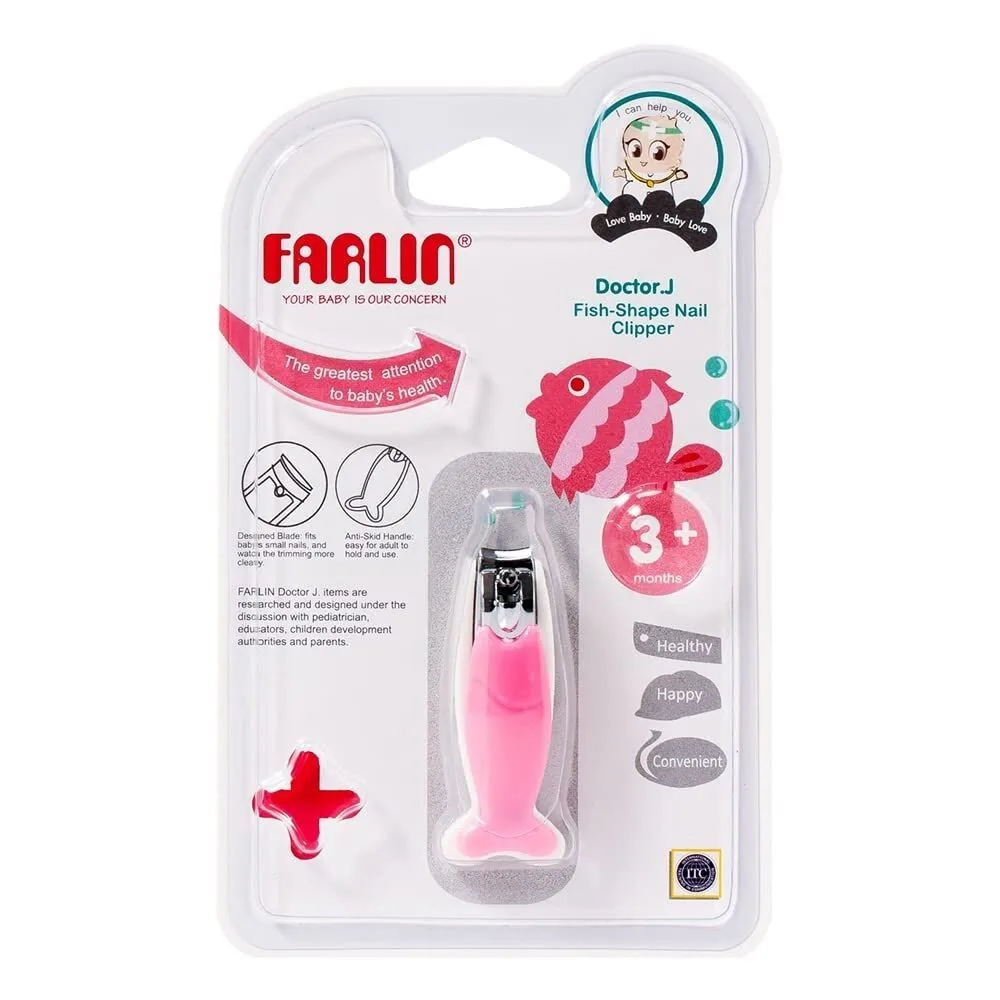 I can help you.
Love Baby · Baby Love
FARLIN®
YOUR BABY IS OUR CONCERN
Doctor.J
Fish-Shape Nail
Clipper
The greatest attention
to baby's health.
Designed Blade: fits
baby's small nails, and
watch the trimming more
clearly.
Anti-Skid Handle:
easy for adult to
hold and use.
FARLIN Doctor J. items are
researched and designed under the
discussion with pediatrician,
educators, children development
authorities and parents.
3+
months
Healthy
Happy
Convenient
ITC